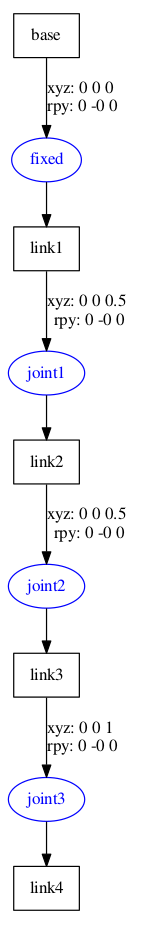 base
xyz: 0 0 0
rpy: 0 -0 0
fixed
link1
xyz: 0 0 0.5
rpy: 0 -0 0
joint1
link2
xyz: 0 0 0.5
rpy: 0 -0 0
joint2
link3
xyz: 0 0 1
rpy: 0 -0 0
joint3
link4